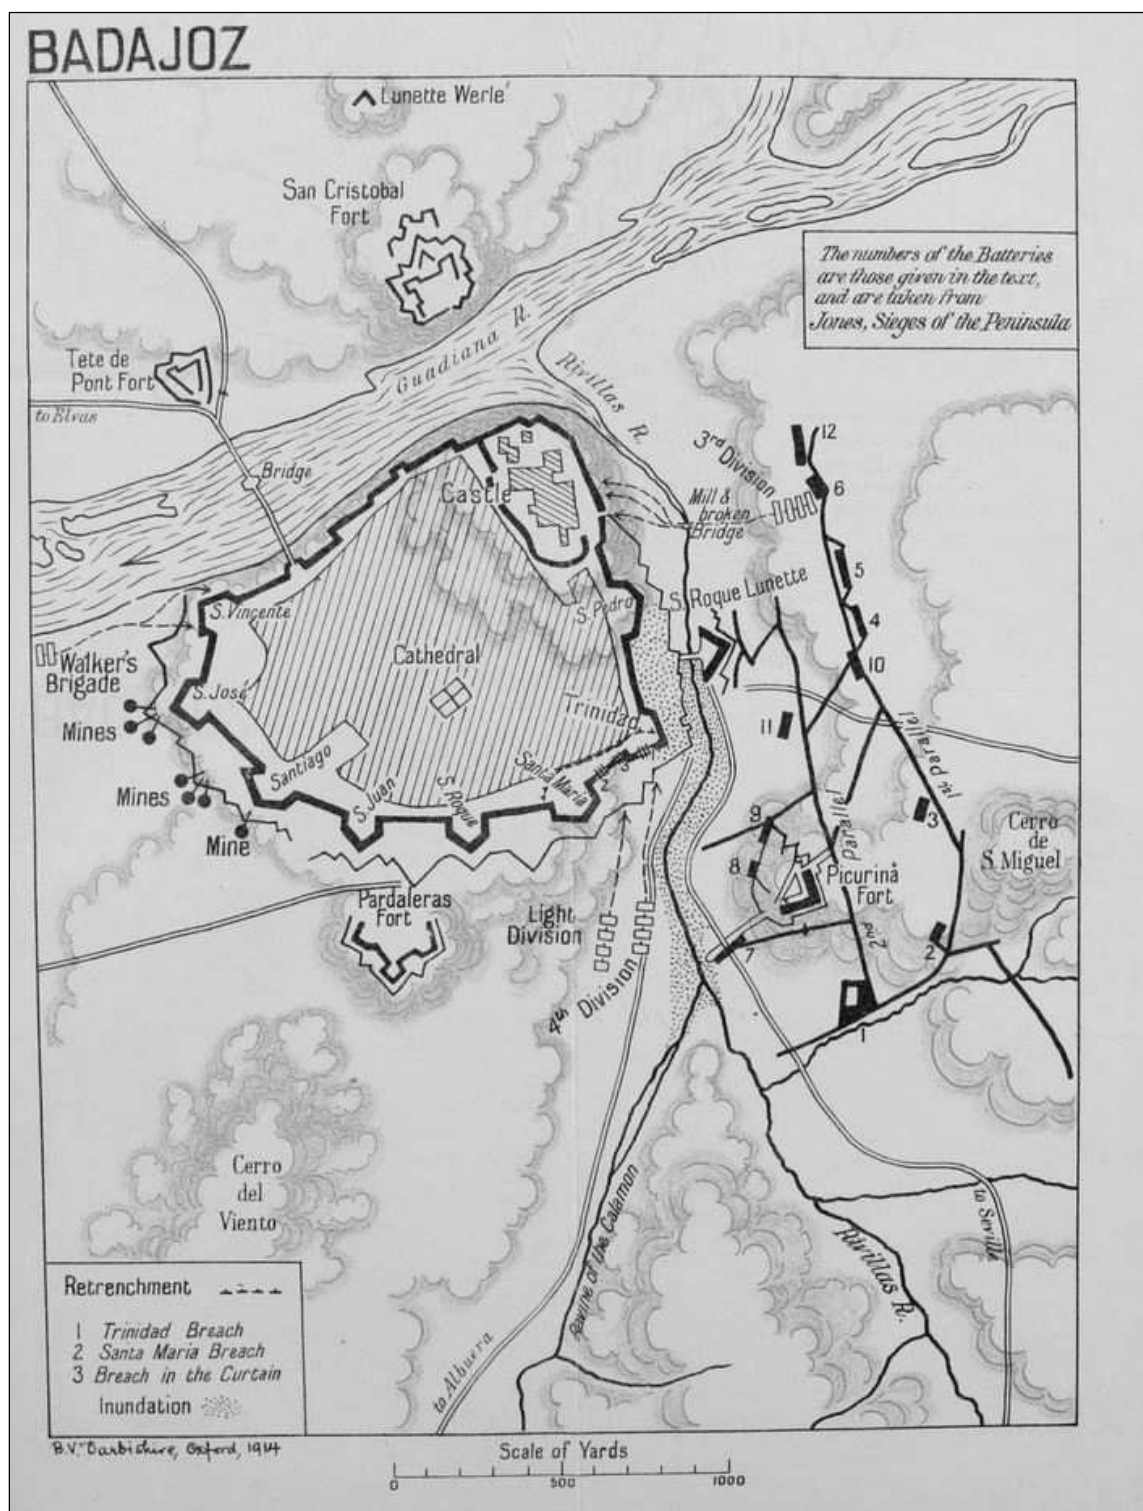 BADAJOZ
Lunette Werle'
San Cristobal
Fort
The numbers of the Batteries
are those given in the text,
and are taken from
Jones, Sieges of the Peninsula
Guadiana R.
Rivillas R.
Tete de
Pont Fort
to Elvas
Bridge
3rd Division
12
6
Castle
Mill &
broken
Bridge
5
S. Roque Lunette
4
S. Vincente
S. Pedro
Cathedral
Walker's
Brigade
10
S. José
Trinidad
11
1st Parallel
Mines
Santiago
Santa Maria
3
S. Juan
S. Roque
Mines
2nd Parallel
3
9
Cerro
de
S. Miguel
Mine
8
Picurina
Fort
Pardaleras
Fort
Light
Division
4th Division
7
2
1
Cerro
del
Viento
Ravine of the Calamon
to Seville
Rivillas R.
to Albuera
Retrenchment
1 Trinidad Breach
2 Santa Maria Breach
3 Breach in the Curtain
Inundation
B.V. Darbishire, Oxford, 1914
Scale of Yards
0 500 1000